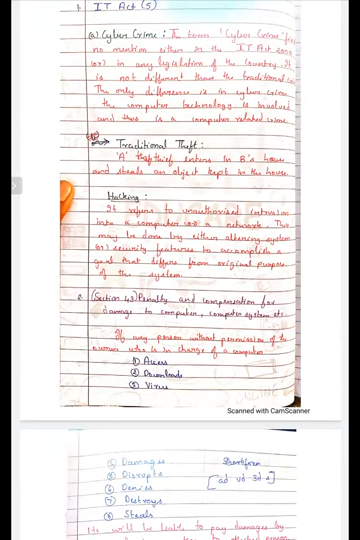 1. IT Act (5)
(a) Cyber Crime : The term 'Cyber Crime' find
no mention either in the IT Act 2000
(or) in any legislation of the Country. It
is not different than the traditional
The only difference is in cyber crime
the computer technology is involved
and thus is a computer related crime
Traditional Theft :
'A' thief enters in B's house
and steals an object kept in the house.
Hacking :
It refers to unauthorised intrusion
into a computer or a network. This
may be done by either altering system
(or) security features to accomplish a
goal that differs from original purpose
of the system.
2. (Section 43) Penalty and compensation for
damage to computer, computer system etc.
If any person without permission of the
owner who is in charge of a computer
① Access
② Downloads
③ Virus
Scanned with CamScanner
Damages
⑤ Disrupts
⑥ Denies
⑦ Destroys
⑧ Steals
Shortform
[ad vd 3d s]
He will be liable to pay damages by